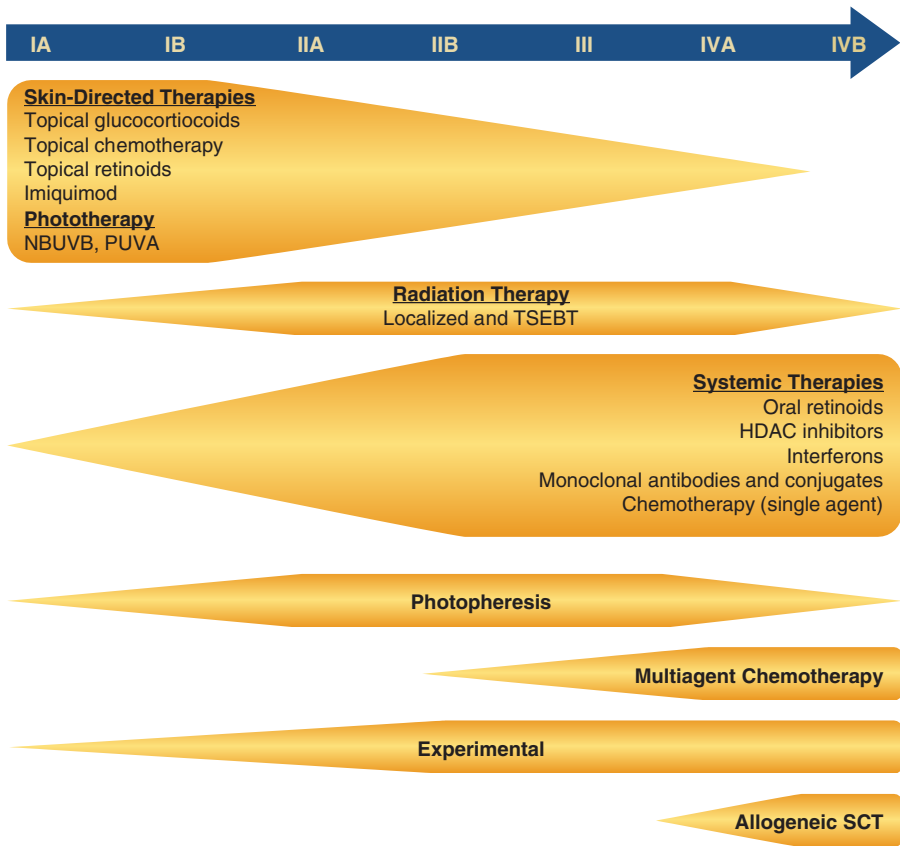 IA IB IIA IIB III IVA IVB
Skin-Directed Therapies
Topical glucocortiocoids
Topical chemotherapy
Topical retinoids
Imiquimod
Phototherapy
NBUVB, PUVA
Radiation Therapy
Localized and TSEBT
Systemic Therapies
Oral retinoids
HDAC inhibitors
Interferons
Monoclonal antibodies and conjugates
Chemotherapy (single agent)
Photopheresis
Multiagent Chemotherapy
Experimental
Allogeneic SCT